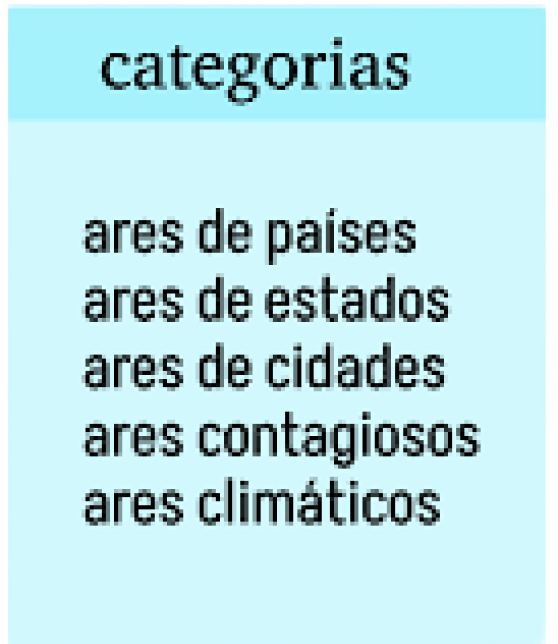 categorias
ares de países
ares de estados
ares de cidades
ares contagiosos
ares climáticos